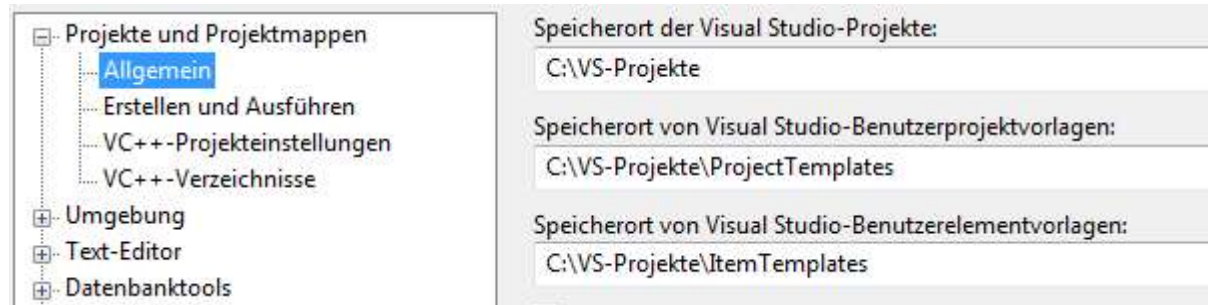 Projekte und Projektmappen
Allgemein
Erstellen und Ausführen
VC++-Projekteinstellungen
VC++-Verzeichnisse
Umgebung
Text-Editor
Datenbanktools
Speicherort der Visual Studio-Projekte:
C:\VS-Projekte
Speicherort von Visual Studio-Benutzerprojektvorlagen:
C:\VS-Projekte\ProjectTemplates
Speicherort von Visual Studio-Benutzerelementvorlagen:
C:\VS-Projekte\ItemTemplates